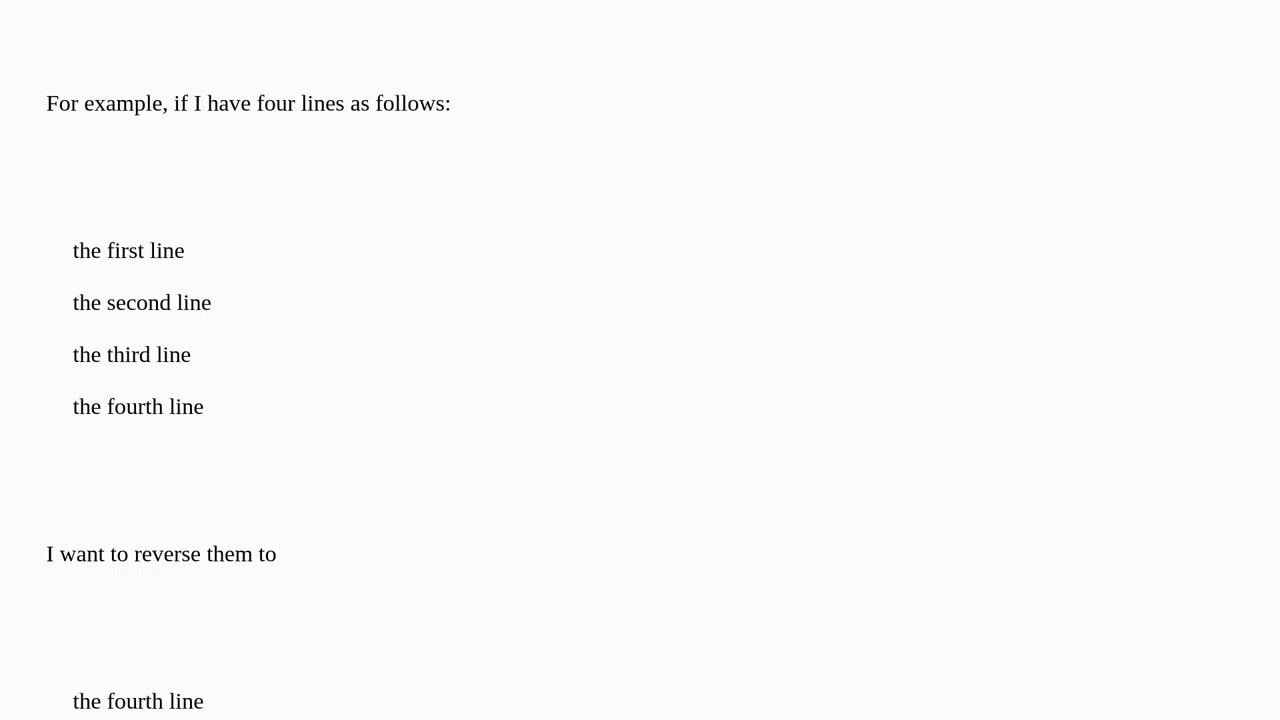 For example, if I have four lines as follows:
the first line
the second line
the third line
the fourth line
I want to reverse them to
the fourth line